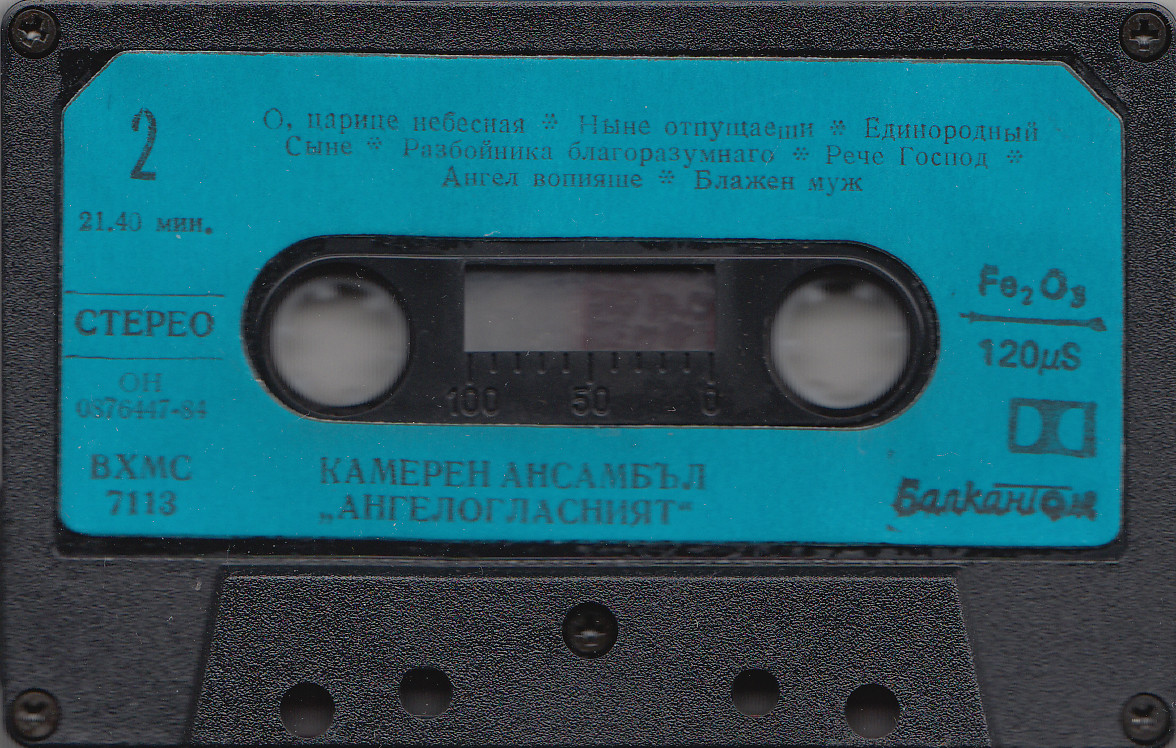 2
О, царице небесная * Ныне отпущаеши * Единородный
Сыне * Разбойника благоразумнаго * Рече Господ *
Ангел вопияше * Блажен муж
21.40 мин.
СТЕРЕО
ОН
0876447-84
ВХМС
7113
100 50 0
Fe₂O₃
120µS
КАМЕРЕН АНСАМБЪЛ
„АНГЕЛОГЛАСНИЯТ“
Балкантон